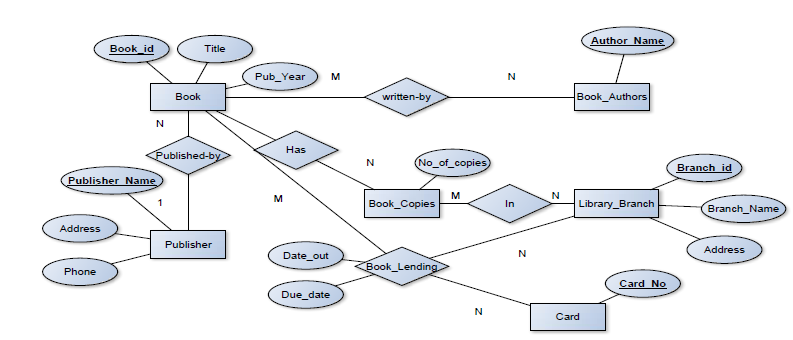 Book_id
Title
Pub_Year
Author_Name
M
N
Book
written-by
Book_Authors
N
Published-by
Has
N
No_of_copies
Branch_id
Publisher_Name
1
M
Book_Copies
M
In
N
Library_Branch
Branch_Name
Address
Publisher
Date_out
N
Address
Phone
Book_Lending
Due_date
N
Card_No
Card